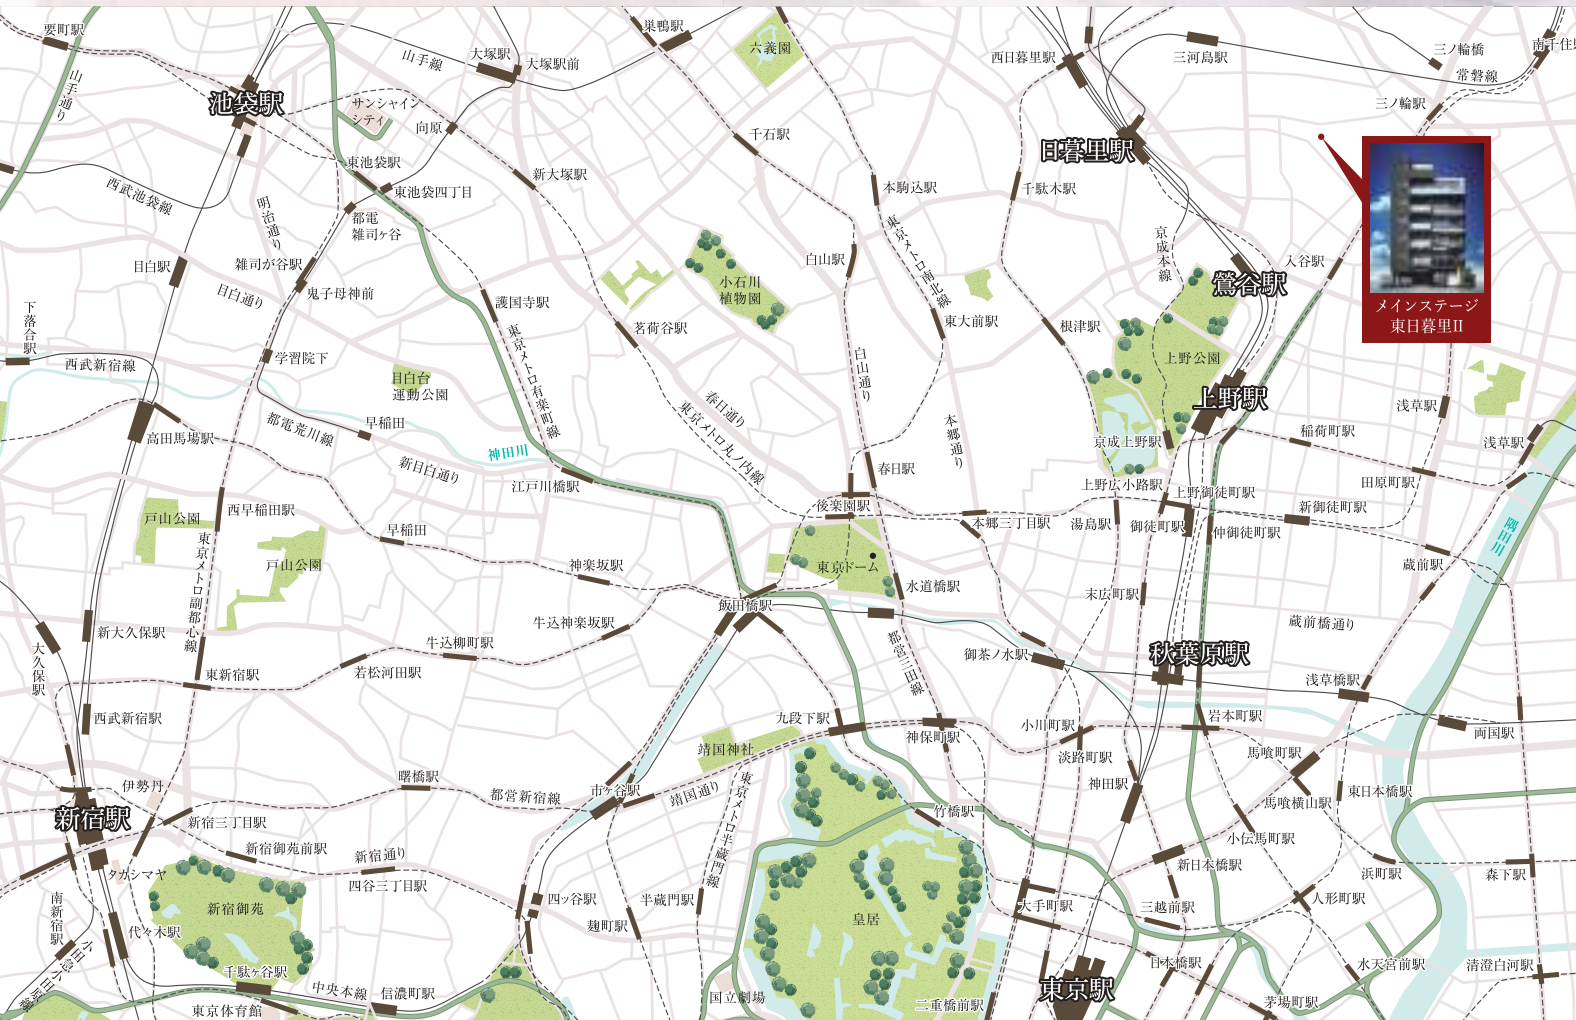 要町駅
山手通り
池袋駅
山手線
大塚駅
大塚駅前
巣鴨駅
六義園
西日暮里駅
三河島駅
三ノ輪橋
常磐線
三ノ輪駅
サンシャイン
シティ
向原
千石駅
日暮里駅
東池袋駅
東池袋四丁目
新大塚駅
本駒込駅
千駄木駅
西武池袋線
明治通り
都電
雑司ヶ谷
東京メトロ南北線
京成本線
目白駅
雑司が谷駅
鬼子母神前
目白通り
護国寺駅
小石川
植物園
白山駅
入谷駅
鶯谷駅
メインステージ
東日暮里II
下落合駅
西武新宿線
学習院下
東京メトロ有楽町線
茗荷谷駅
東大前駅
根津駅
上野公園
白山通り
目白台
運動公園
早稲田
都電荒川線
春日通り
東京メトロ丸ノ内線
本郷通り
上野駅
浅草駅
稲荷町駅
浅草駅
高田馬場駅
新目白通り
神田川
江戸川橋駅
春日駅
京成上野駅
上野広小路駅
上野御徒町駅
田原町駅
戸山公園
西早稲田駅
早稲田
後楽園駅
本郷三丁目駅
湯島駅
御徒町駅
仲御徒町駅
新御徒町駅
隅田川
戸山公園
東京メトロ副都心線
神楽坂駅
東京ドーム
水道橋駅
末広町駅
蔵前駅
飯田橋駅
新大久保駅
大久保駅
牛込神楽坂駅
牛込柳町駅
若松河田駅
東新宿駅
都営三田線
御茶ノ水駅
秋葉原駅
蔵前橋通り
浅草橋駅
西武新宿駅
九段下駅
靖国神社
神保町駅
小川町駅
淡路町駅
岩本町駅
馬喰町駅
両国駅
伊勢丹
曙橋駅
都営新宿線
市ヶ谷駅
靖国通り
東京メトロ半蔵門線
竹橋駅
神田駅
馬喰横山駅
東日本橋駅
新宿駅
新宿三丁目駅
新宿御苑前駅
新宿通り
四谷三丁目駅
タカシマヤ
小伝馬町駅
新日本橋駅
浜町駅
森下駅
南新宿駅
新宿御苑
代々木駅
四ッ谷駅
麹町駅
半蔵門駅
皇居
大手町駅
三越前駅
人形町駅
小田急小田原線
千駄ヶ谷駅
中央本線
信濃町駅
東京体育館
国立劇場
二重橋前駅
東京駅
日本橋駅
茅場町駅
水天宮前駅
清澄白河駅